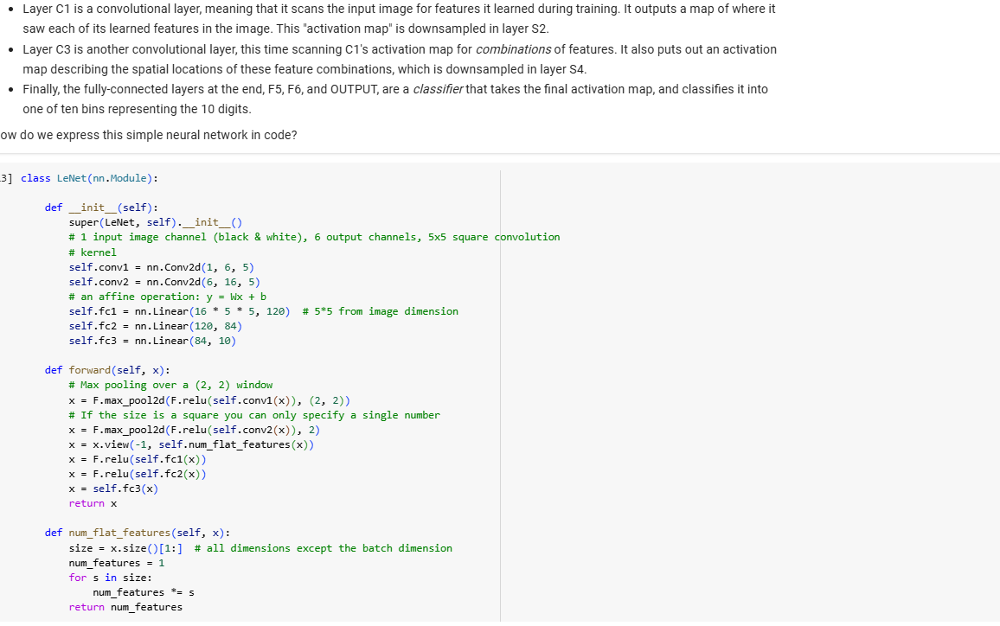 • Layer C1 is a convolutional layer, meaning that it scans the input image for features it learned during training. It outputs a map of where it
saw each of its learned features in the image. This "activation map" is downsampled in layer S2.
• Layer C3 is another convolutional layer, this time scanning C1's activation map for combinations of features. It also puts out an activation
map describing the spatial locations of these feature combinations, which is downsampled in layer S4.
• Finally, the fully-connected layers at the end, F5, F6, and OUTPUT, are a classifier that takes the final activation map, and classifies it into
one of ten bins representing the 10 digits.
ow do we express this simple neural network in code?
3] class LeNet(nn.Module):

    def __init__(self):
        super(LeNet, self).__init__()
        # 1 input image channel (black & white), 6 output channels, 5x5 square convolution
        # kernel
        self.conv1 = nn.Conv2d(1, 6, 5)
        self.conv2 = nn.Conv2d(6, 16, 5)
        # an affine operation: y = Wx + b
        self.fc1 = nn.Linear(16 * 5 * 5, 120)  # 5*5 from image dimension
        self.fc2 = nn.Linear(120, 84)
        self.fc3 = nn.Linear(84, 10)

    def forward(self, x):
        # Max pooling over a (2, 2) window
        x = F.max_pool2d(F.relu(self.conv1(x)), (2, 2))
        # If the size is a square you can only specify a single number
        x = F.max_pool2d(F.relu(self.conv2(x)), 2)
        x = x.view(-1, self.num_flat_features(x))
        x = F.relu(self.fc1(x))
        x = F.relu(self.fc2(x))
        x = self.fc3(x)
        return x

    def num_flat_features(self, x):
        size = x.size()[1:]  # all dimensions except the batch dimension
        num_features = 1
        for s in size:
            num_features *= s
        return num_features